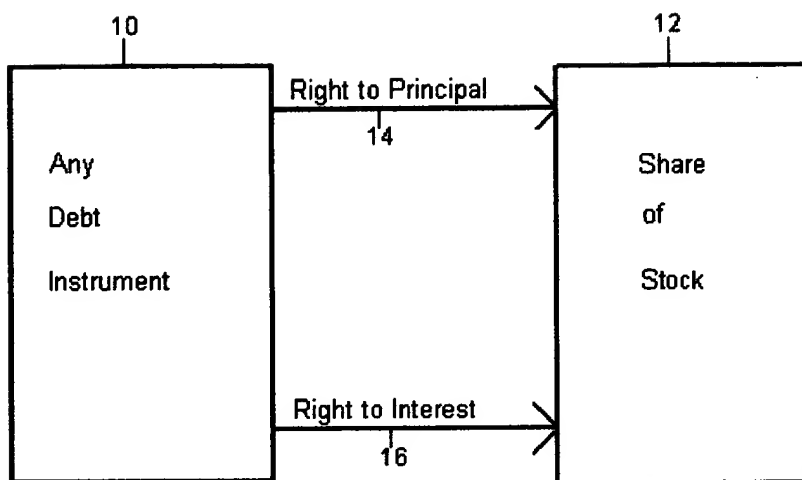 10
12
Right to Principal
14
Any
Debt
Instrument
Share
of
Stock
Right to Interest
16